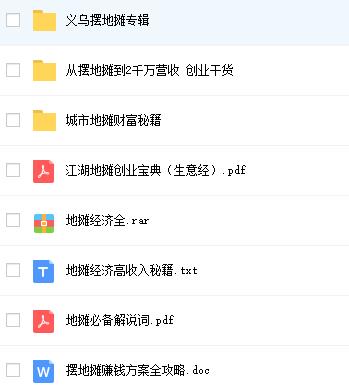 义乌摆地摊专辑
从摆地摊到2千万营收 创业干货
城市地摊财富秘籍
江湖地摊创业宝典（生意经）.pdf
地摊经济全.rar
地摊经济高收入秘籍.txt
地摊必备解说词.pdf
摆地摊赚钱方案全攻略.doc